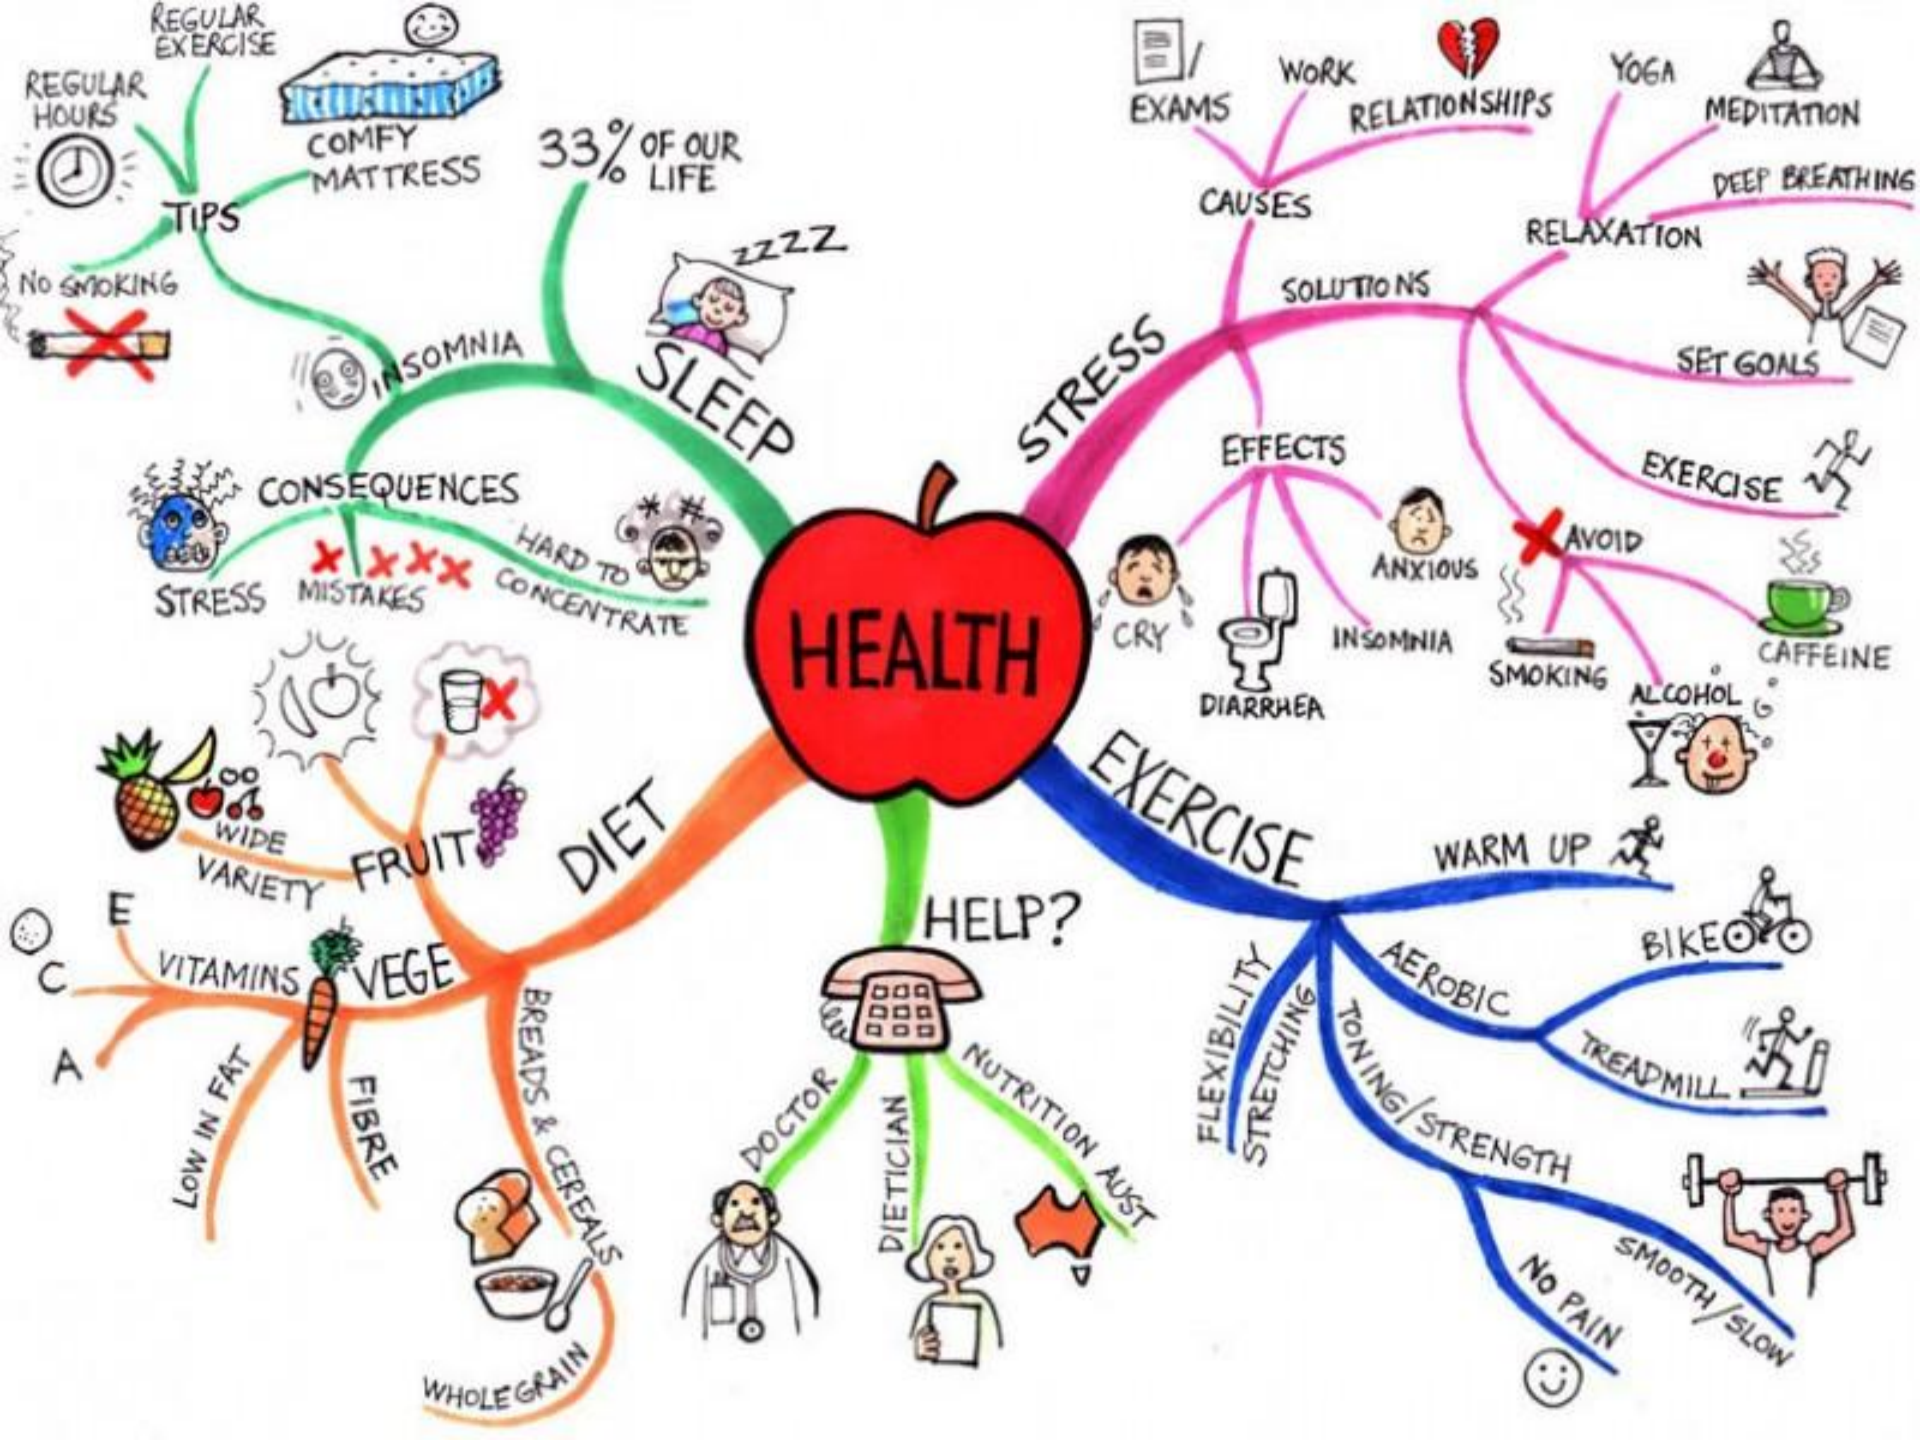 HEALTH
SLEEP
33% OF OUR
LIFE
ZZZZ
INSOMNIA
TIPS
REGULAR
HOURS
REGULAR
EXERCISE
COMFY
MATTRESS
NO SMOKING
CONSEQUENCES
STRESS
MISTAKES
HARD TO
CONCENTRATE
STRESS
CAUSES
EXAMS
WORK
RELATIONSHIPS
SOLUTIONS
RELAXATION
YOGA
MEDITATION
DEEP BREATHING
SET GOALS
EXERCISE
AVOID
SMOKING
ALCOHOL
CAFFEINE
EFFECTS
CRY
DIARRHEA
INSOMNIA
ANXIOUS
EXERCISE
WARM UP
AEROBIC
BIKE
TREADMILL
TONING/STRENGTH
SMOOTH/SLOW
NO PAIN
FLEXIBILITY
STRETCHING
HELP?
DOCTOR
DIETICIAN
NUTRITION AUST
DIET
FRUIT
WIDE
VARIETY
VEGE
VITAMINS
E
C
A
LOW IN FAT
FIBRE
BREADS & CEREALS
WHOLEGRAIN